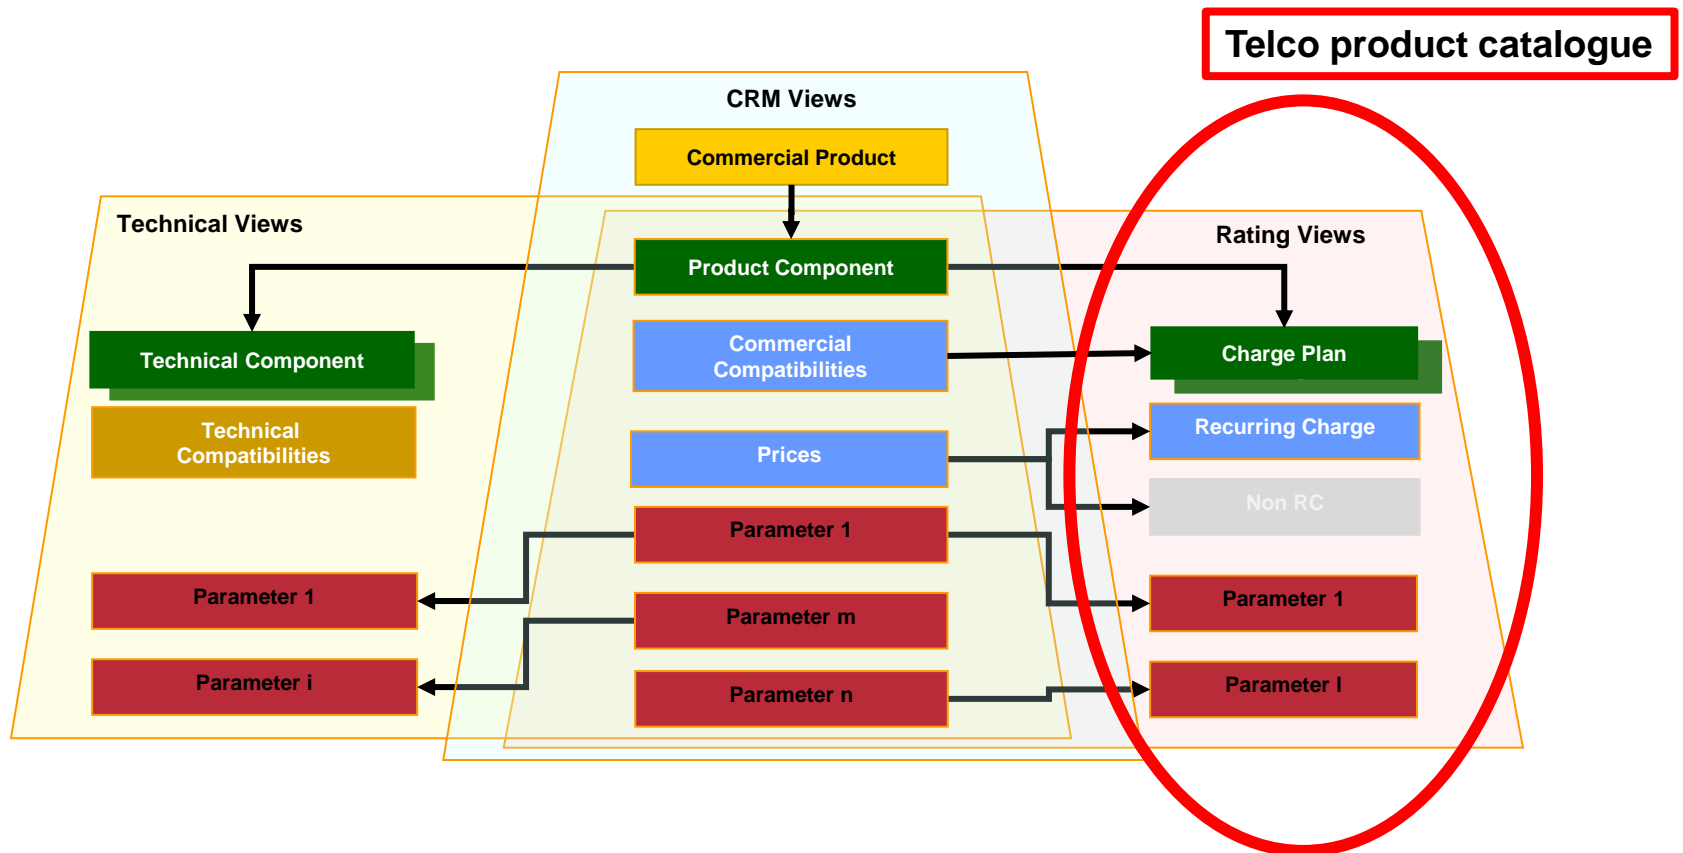 Telco product catalogue
CRM Views
Commercial Product
Technical Views
Rating Views
Product Component
Technical Component
Commercial
Compatibilities
Charge Plan
Technical
Compatibilities
Prices
Recurring Charge
Non RC
Parameter 1
Parameter 1
Parameter 1
Parameter m
Parameter i
Parameter n
Parameter l